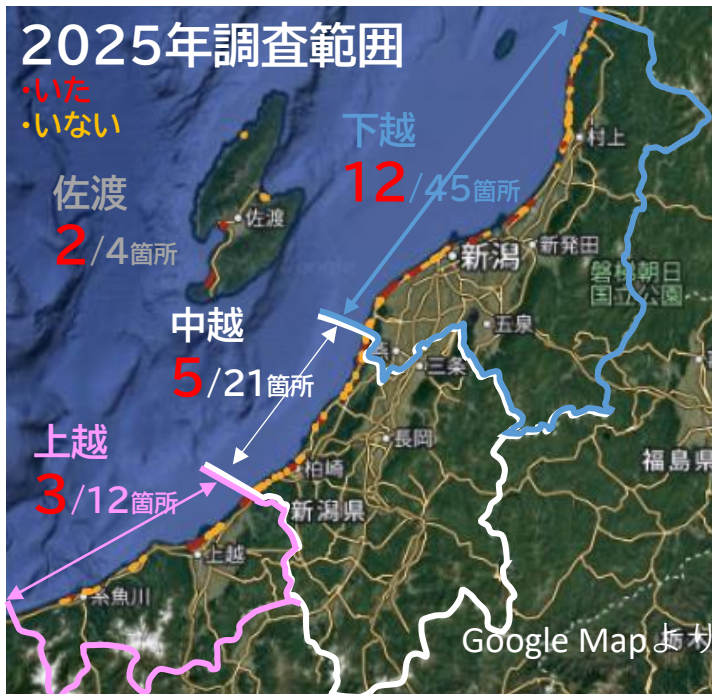 2025年調査範囲
・いた
・いない
下越
12/45箇所
村上
佐渡
2/4箇所
佐渡
新潟
新発田
磐梯朝日
国立公園
中越
5/21箇所
五泉
三条
長岡
上越
3/12箇所
柏崎
新潟県
福島県
上越
糸魚川
Google Mapより
栃木